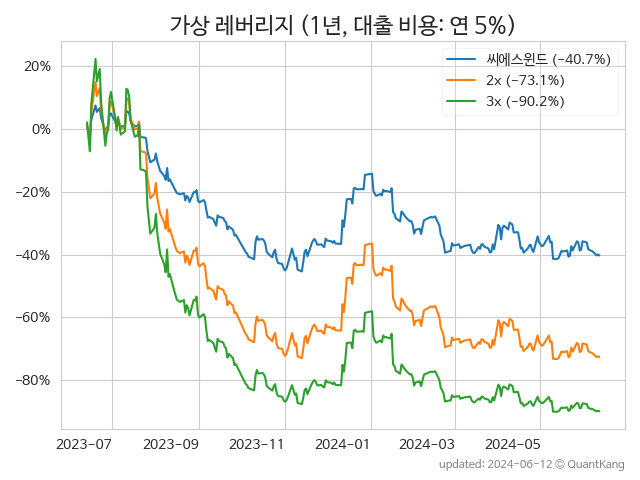 가상 레버리지 (1년, 대출 비용: 연 5%)
씨에스윈드 (−40.7%)
2x (−73.1%)
3x (−90.2%)
20%
0%
−20%
−40%
−60%
−80%
2023-07 2023-09 2023-11 2024-01 2024-03 2024-05
updated: 2024-06-12 © QuantKang